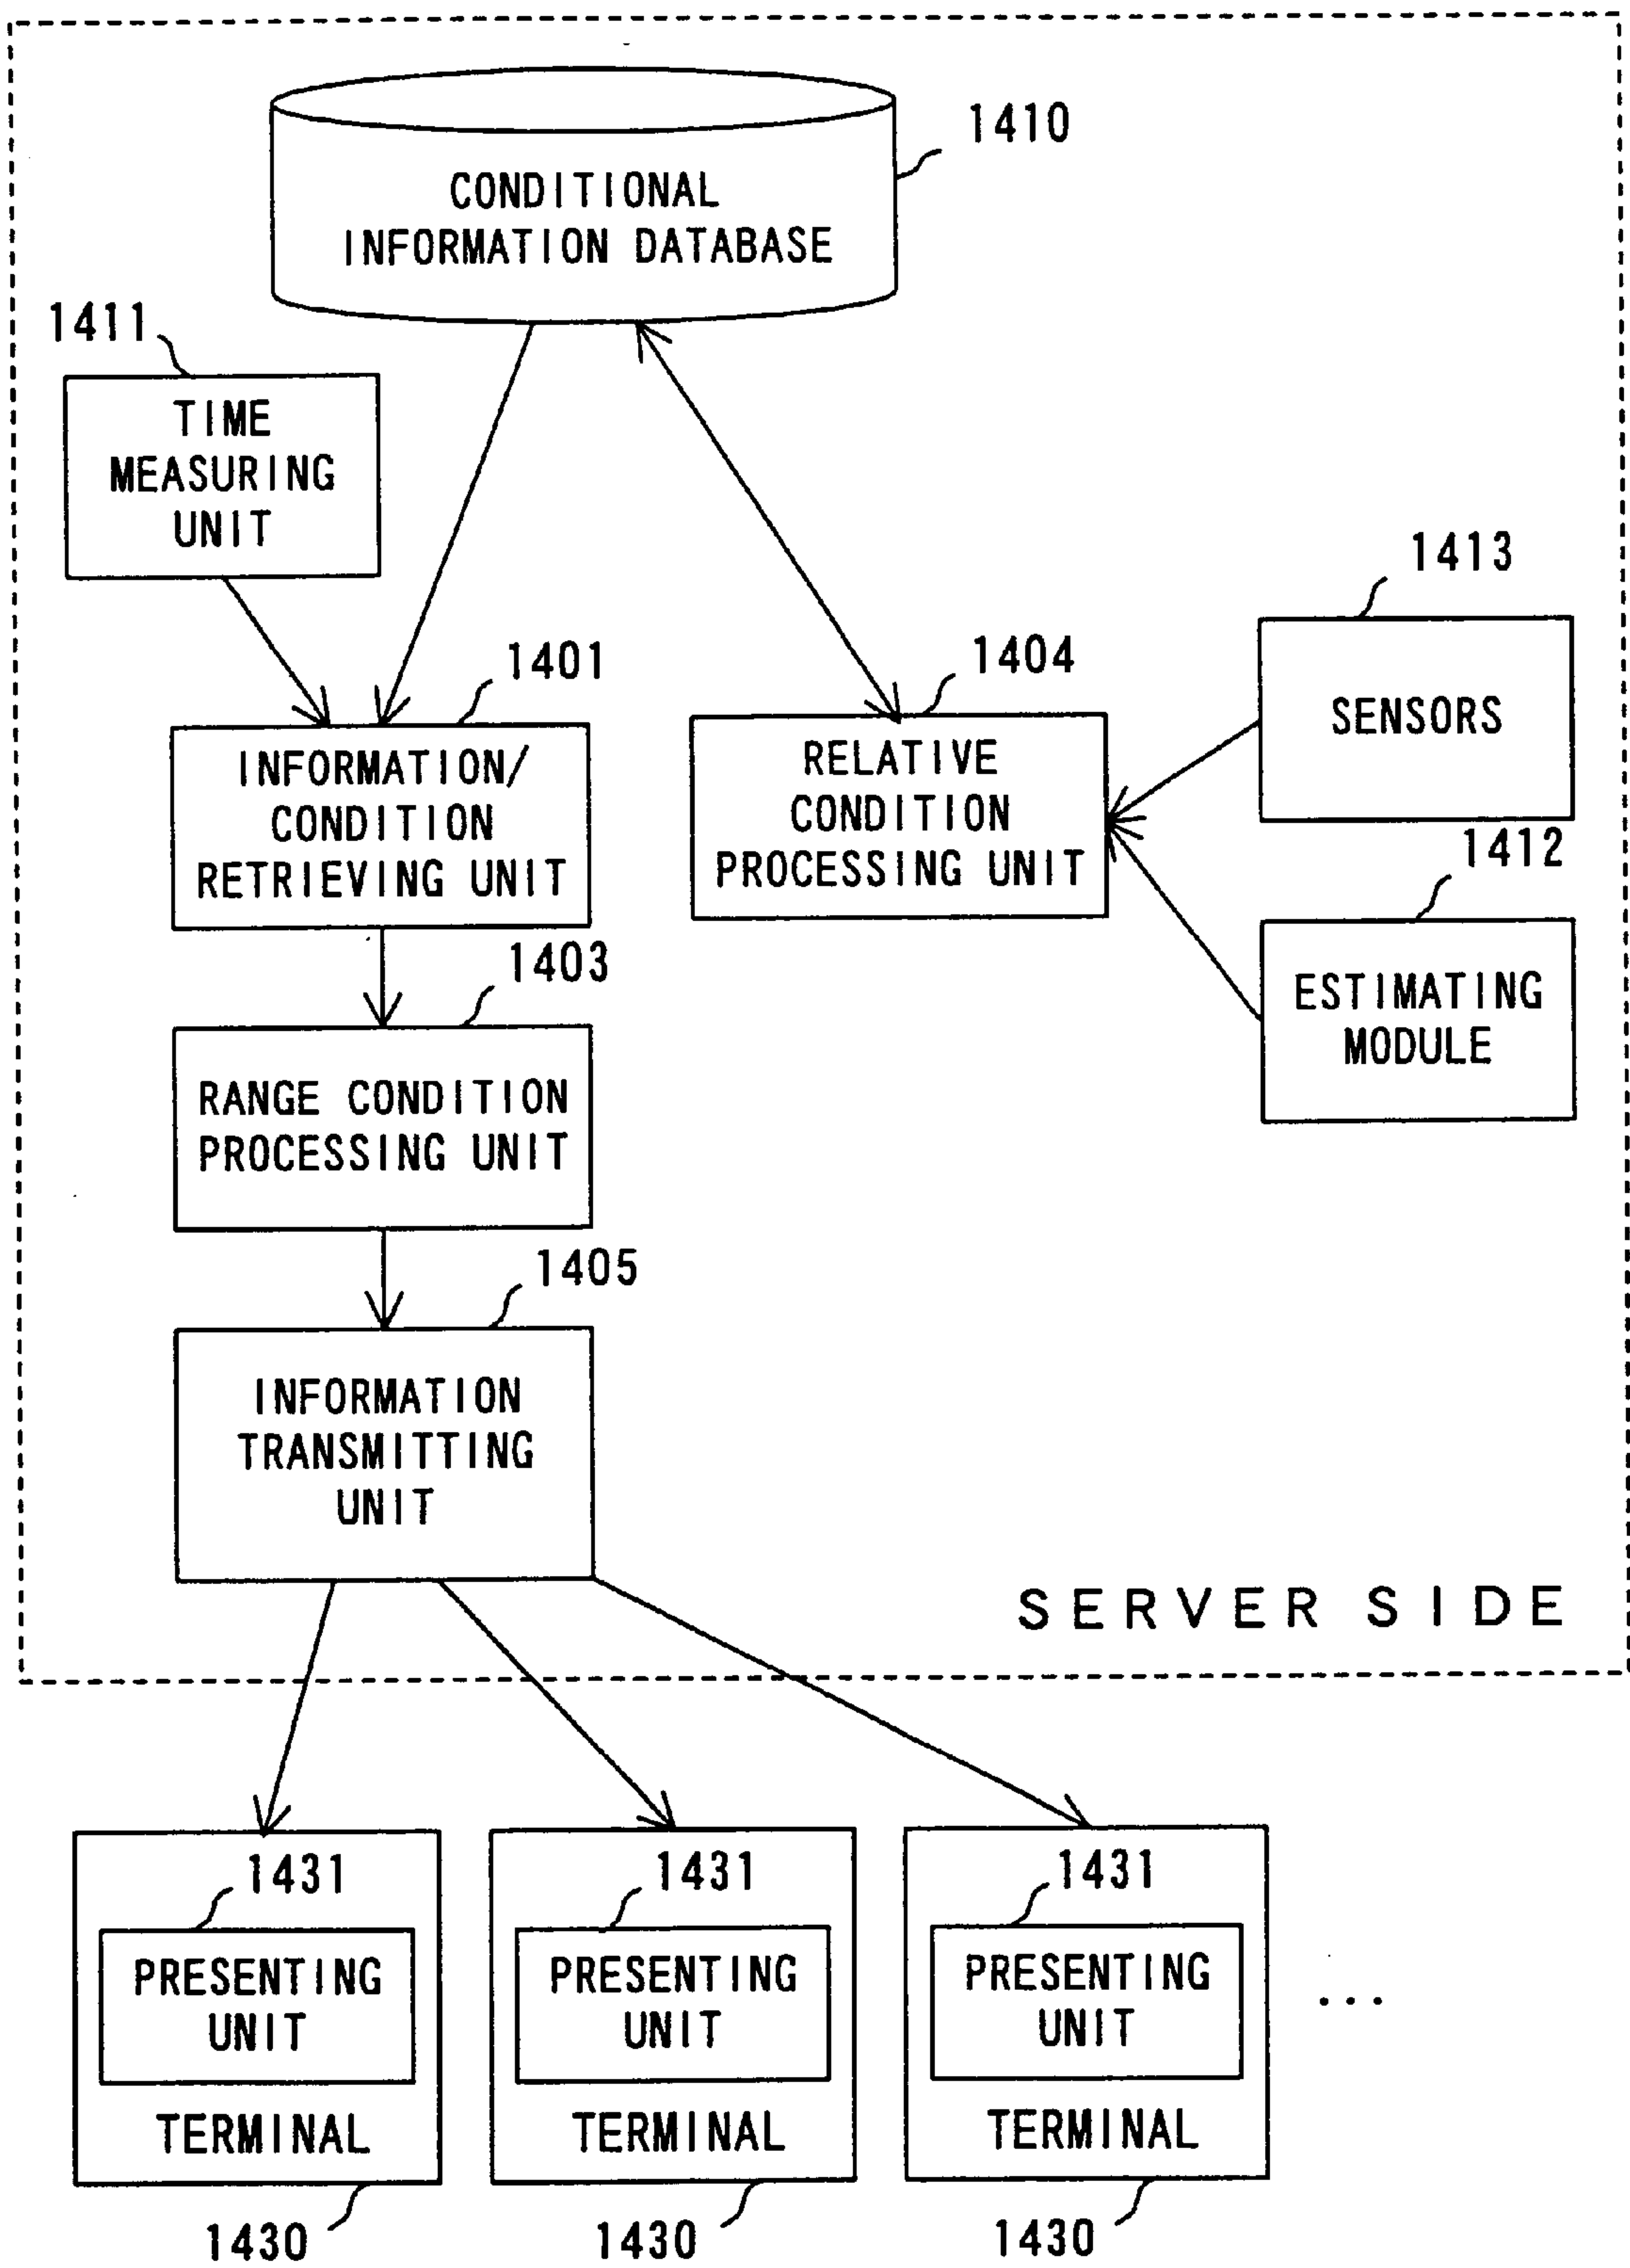 1410
CONDITIONAL
INFORMATION DATABASE
1411
TIME
MEASURING
UNIT
1413
SENSORS
1401
INFORMATION/
CONDITION
RETRIEVING UNIT
1404
RELATIVE
CONDITION
PROCESSING UNIT
1412
ESTIMATING
MODULE
1403
RANGE CONDITION
PROCESSING UNIT
1405
INFORMATION
TRANSMITTING
UNIT
SERVER SIDE
1431
PRESENTING
UNIT
TERMINAL
1430
1431
PRESENTING
UNIT
TERMINAL
1430
1431
PRESENTING
UNIT
TERMINAL
1430
...